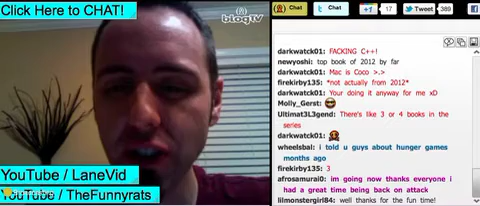 Click Here to CHAT!
blogTV
YouTube / LaneVid
YouTube / TheFunnyrats
Chat
Chat
+1
17
Tweet
389
darkwatck01: FACKING C++!
newyoshi: top book of 2012 by far
darkwatck01: Mac is Coco >.>
firekirby135: *not actually from 2012*
darkwatck01: Your doing it anyway for me xD
Molly_Gerst:
Ultimat3L3gend: There's like 3 or 4 books in the
series
darkwatck01:
wheelsbal: i told u guys about hunger games
months ago
firekirby135: 3
afrosamurai0: im going now thanks everyone i
had a great time being back on attack
lilmonstergirl84: well thanks for the fun time!